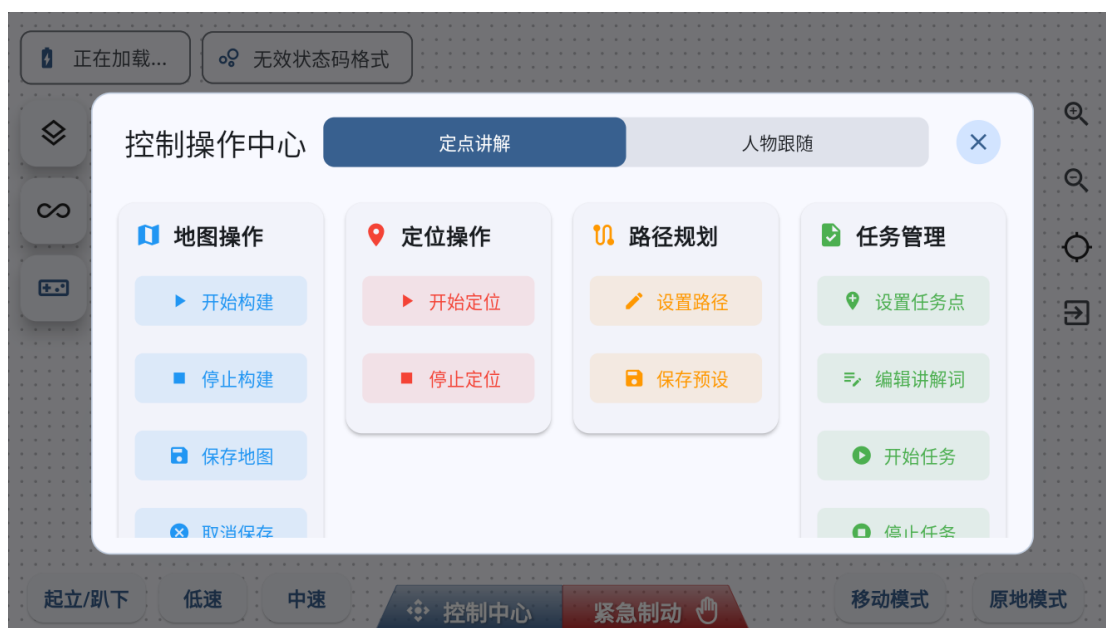 正在加载...
无效状态码格式
控制操作中心
定点讲解
人物跟随
地图操作
定位操作
路径规划
任务管理
开始构建
开始定位
设置路径
设置任务点
停止构建
停止定位
保存预设
编辑讲解词
保存地图
开始任务
取消保存
停止任务
起立/趴下
低速
中速
控制中心
紧急制动
移动模式
原地模式